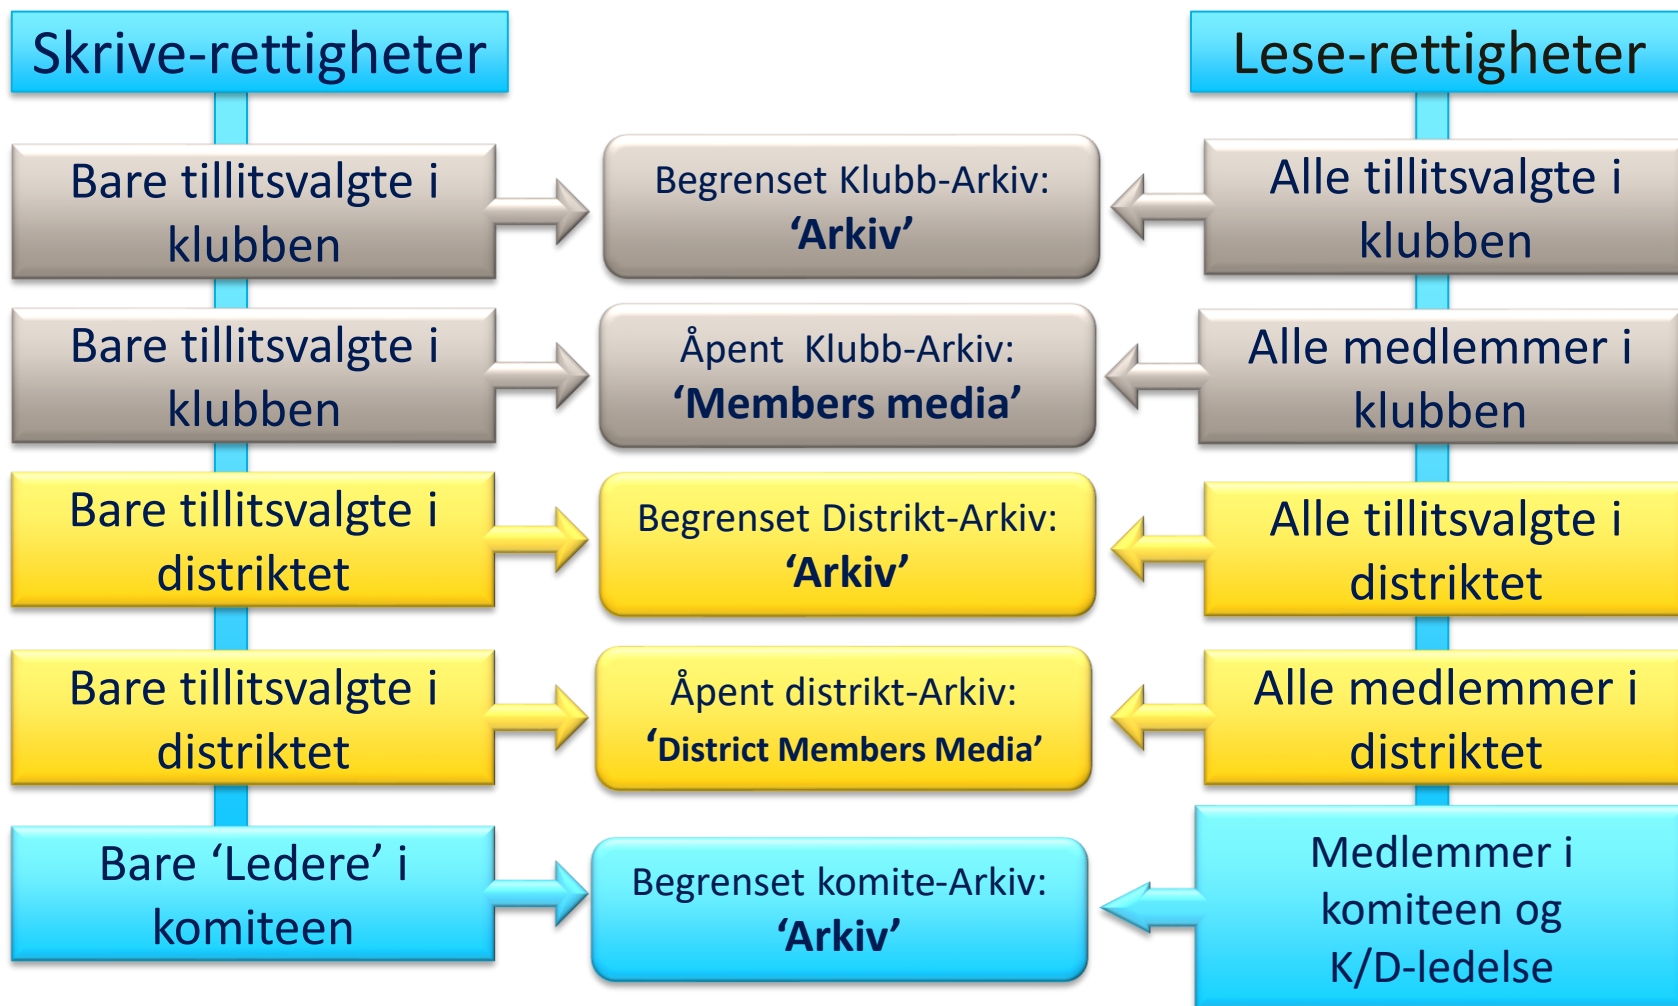 Skrive-rettigheter
Lese-rettigheter
Bare tillitsvalgte i
klubben
Begrenset Klubb-Arkiv:
‘Arkiv’
Alle tillitsvalgte i
klubben
Bare tillitsvalgte i
klubben
Åpent  Klubb-Arkiv:
‘Members media’
Alle medlemmer i
klubben
Bare tillitsvalgte i
distriktet
Begrenset Distrikt-Arkiv:
‘Arkiv’
Alle tillitsvalgte i
distriktet
Bare tillitsvalgte i
distriktet
Åpent distrikt-Arkiv:
‘District Members Media’
Alle medlemmer i
distriktet
Bare ‘Ledere’ i
komiteen
Begrenset komite-Arkiv:
‘Arkiv’
Medlemmer i
komiteen og
K/D-ledelse